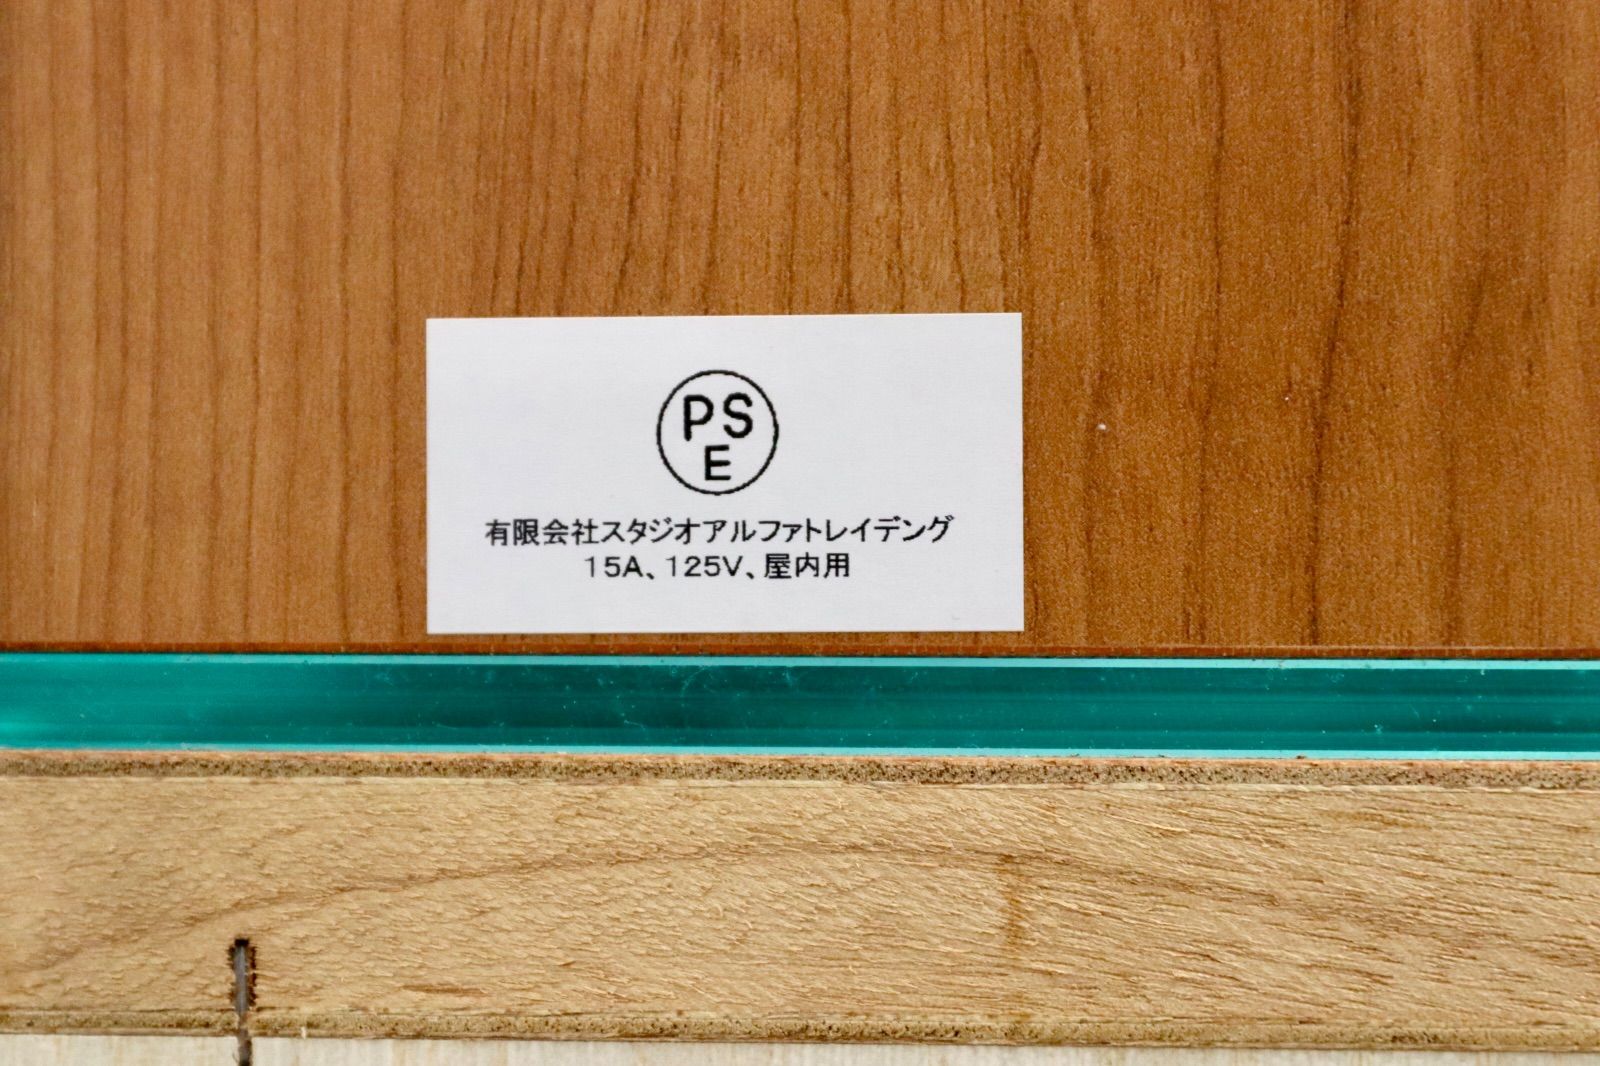 PS
E
有限会社スタジオアルファトレイデング
15A、125V、屋内用